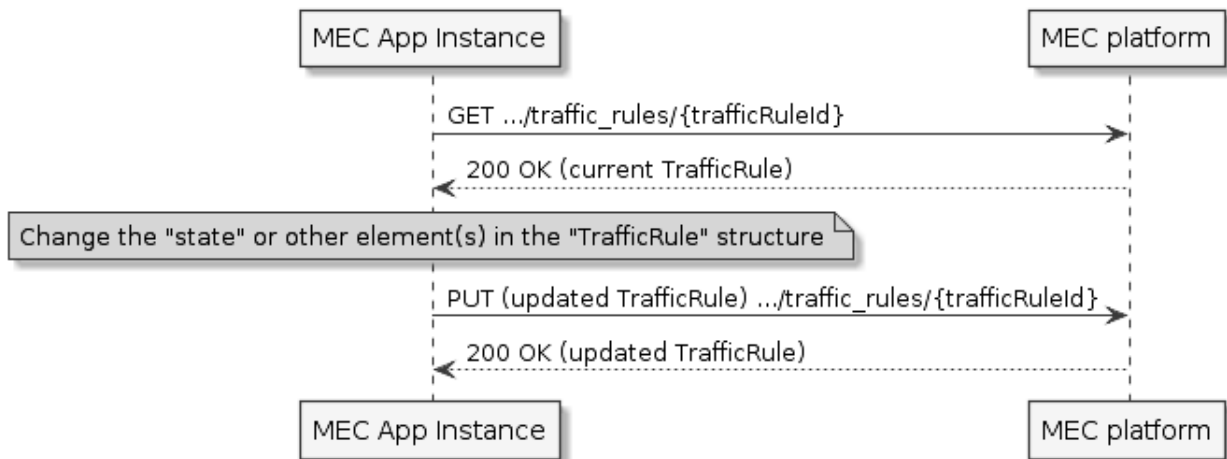 MEC App Instance
MEC platform
GET .../traffic_rules/{trafficRuleId}
200 OK (current TrafficRule)
Change the "state" or other element(s) in the "TrafficRule" structure
PUT (updated TrafficRule) .../traffic_rules/{trafficRuleId}
200 OK (updated TrafficRule)
MEC App Instance
MEC platform